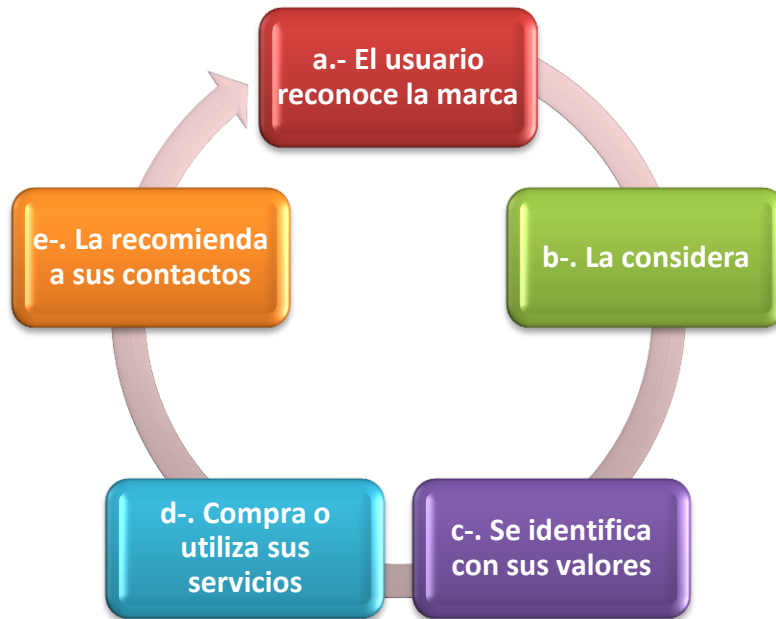 a.- El usuario
reconoce la marca
b-. La considera
c-. Se identifica
con sus valores
d-. Compra o
utiliza sus
servicios
e-. La recomienda
a sus contactos